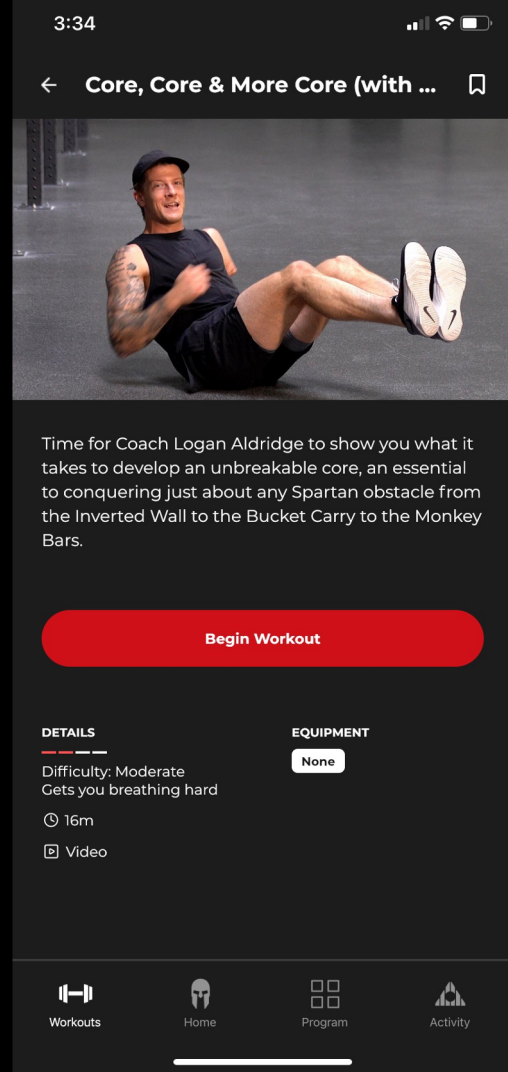 3:34
Core, Core & More Core (with ...
Time for Coach Logan Aldridge to show you what it
takes to develop an unbreakable core, an essential
to conquering just about any Spartan obstacle from
the Inverted Wall to the Bucket Carry to the Monkey
Bars.
Begin Workout
DETAILS
Difficulty: Moderate
Gets you breathing hard
16m
Video
EQUIPMENT
None
Workouts
Home
Program
Activity